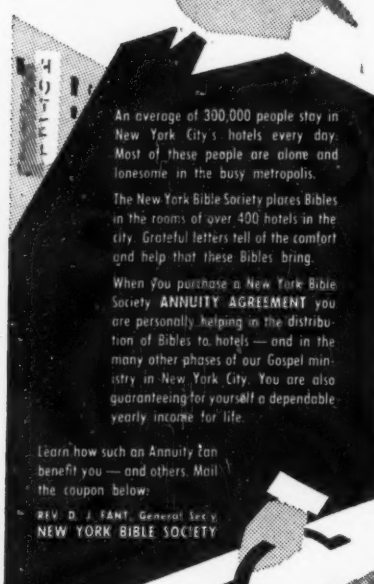 HOTEL
An average of 300,000 people stay in
New York City's hotels every day.
Most of these people are alone and
lonesome in the busy metropolis.
The New York Bible Society places Bibles
in the rooms of over 400 hotels in the
city. Grateful letters tell of the comfort
and help that these Bibles bring.
When you purchase a New York Bible
Society ANNUITY AGREEMENT you
are personally helping in the distribu-
tion of Bibles to hotels — and in the
many other phases of our Gospel min-
istry in New York City. You are also
guaranteeing for yourself a dependable
yearly income for life.
Learn how such an Annuity can
benefit you — and others. Mail
the coupon below:
REV. D. J. FANT, General Sec'y
NEW YORK BIBLE SOCIETY